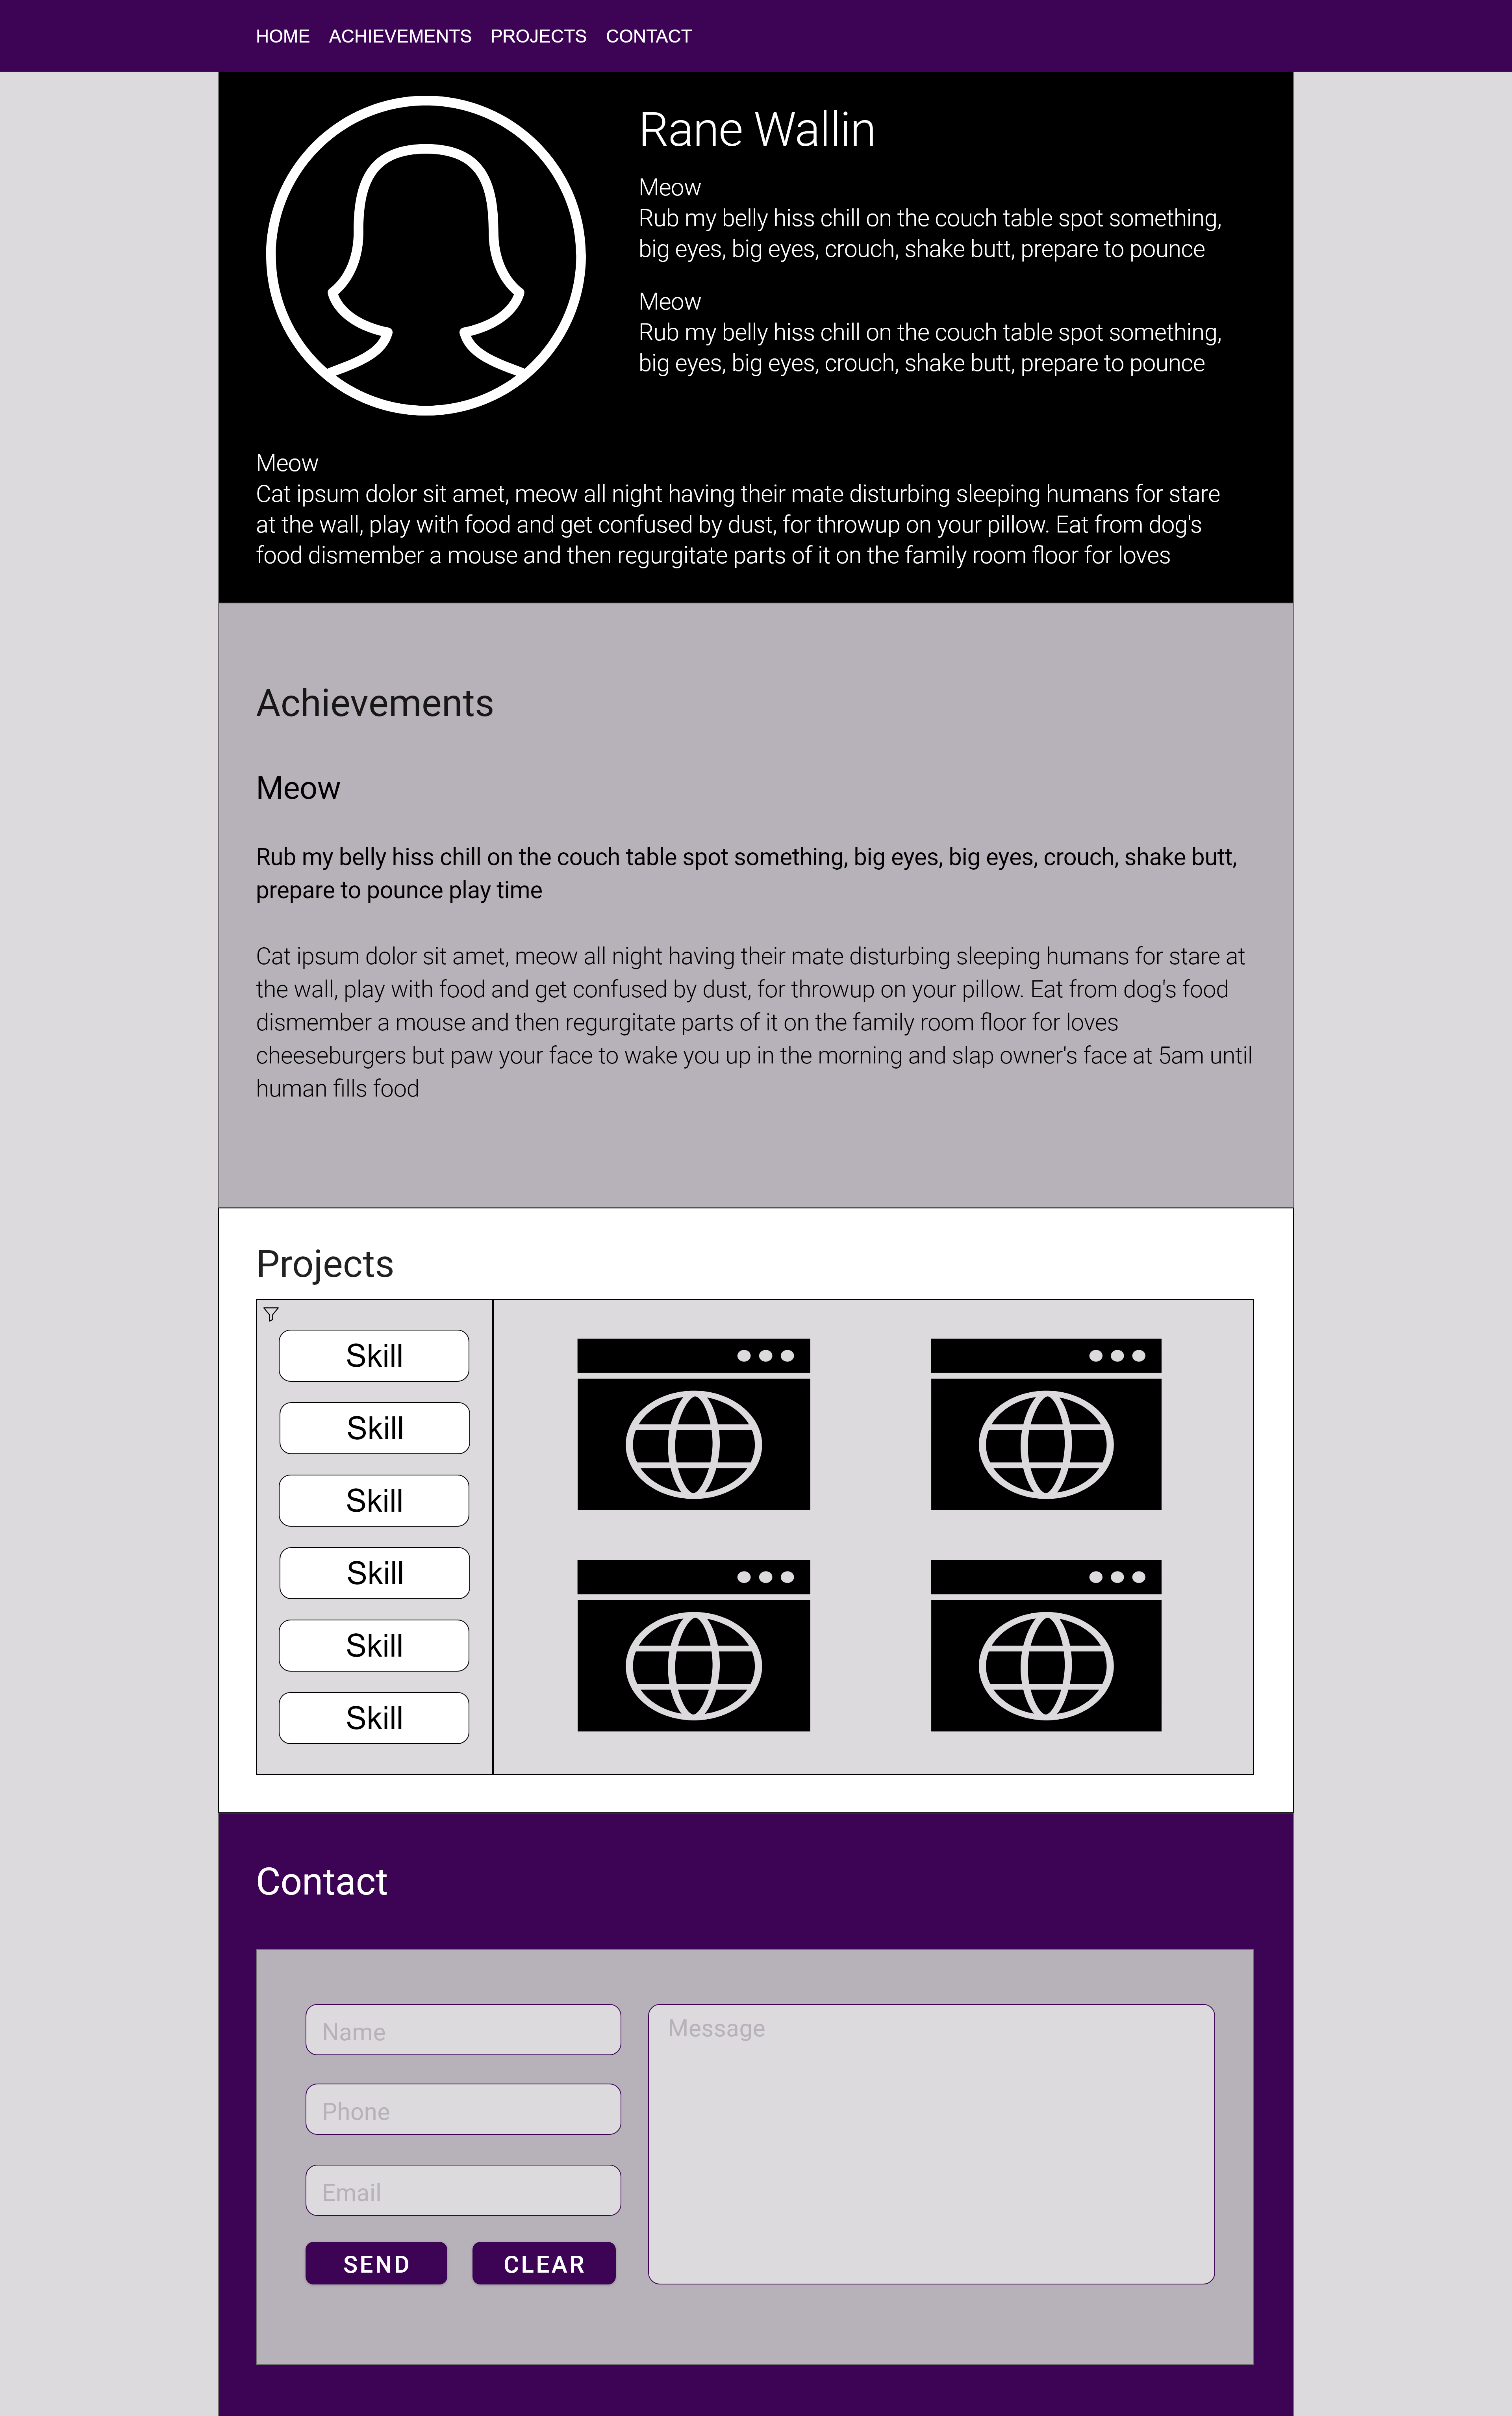 HOME ACHIEVEMENTS PROJECTS CONTACT
Rane Wallin
Meow
Rub my belly hiss chill on the couch table spot something,
big eyes, big eyes, crouch, shake butt, prepare to pounce
Meow
Rub my belly hiss chill on the couch table spot something,
big eyes, big eyes, crouch, shake butt, prepare to pounce
Meow
Cat ipsum dolor sit amet, meow all night having their mate disturbing sleeping humans for stare
at the wall, play with food and get confused by dust, for throwup on your pillow. Eat from dog's
food dismember a mouse and then regurgitate parts of it on the family room floor for loves
Achievements
Meow
Rub my belly hiss chill on the couch table spot something, big eyes, big eyes, crouch, shake butt,
prepare to pounce play time
Cat ipsum dolor sit amet, meow all night having their mate disturbing sleeping humans for stare at
the wall, play with food and get confused by dust, for throwup on your pillow. Eat from dog's food
dismember a mouse and then regurgitate parts of it on the family room floor for loves
cheeseburgers but paw your face to wake you up in the morning and slap owner's face at 5am until
human fills food
Projects
Skill
Skill
Skill
Skill
Skill
Skill
Contact
Name
Phone
Email
SEND CLEAR
Message